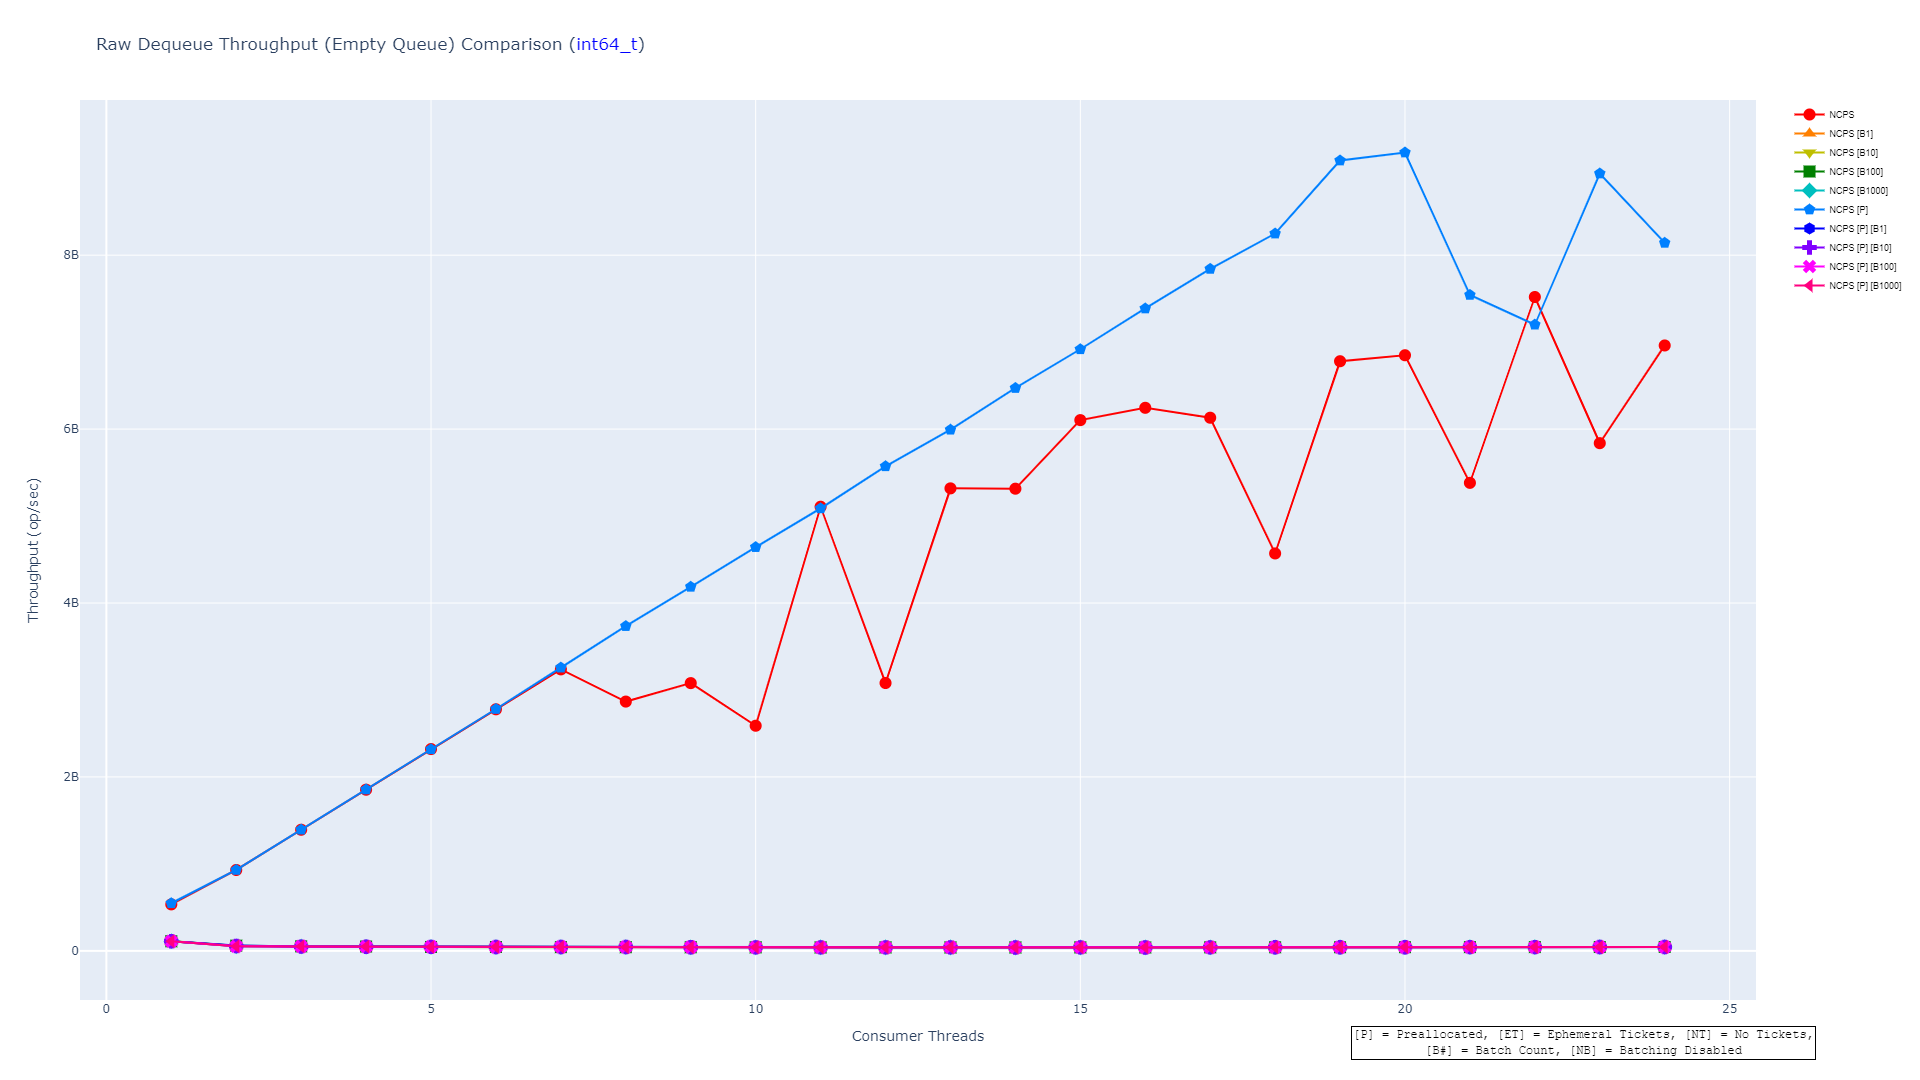 Raw Dequeue Throughput (Empty Queue) Comparison (int64_t)
NCPS
NCPS [B1]
NCPS [B10]
NCPS [B100]
NCPS [B1000]
NCPS [P]
NCPS [P] [B1]
NCPS [P] [B10]
NCPS [P] [B100]
NCPS [P] [B1000]
Throughput (op/sec)
8B
6B
4B
2B
0
0 5 10 15 20 25
Consumer Threads
[P] = Preallocated, [ET] = Ephemeral Tickets, [NT] = No Tickets,
[B#] = Batch Count, [NB] = Batching Disabled